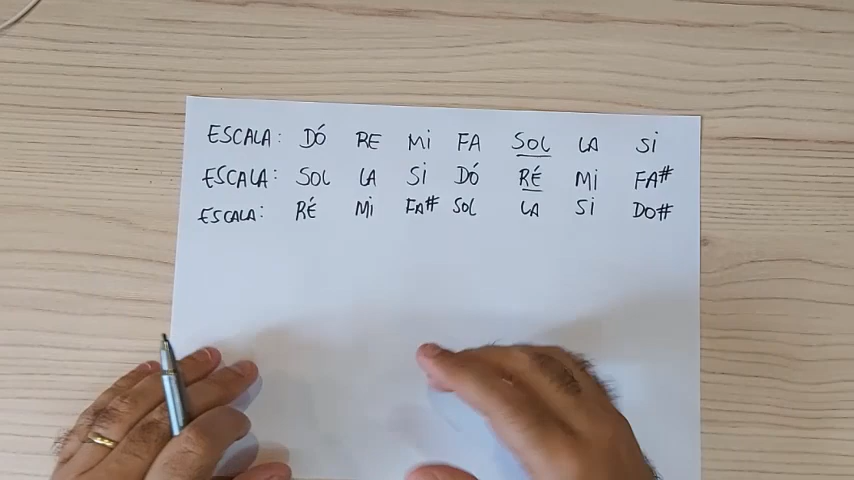 ESCALA: DÓ RE Mi FA SOL LA Si
ESCALA: SOL LA Si DÓ RÉ Mi FA#
ESCALA: RÉ Mi FA# SOL LA Si DO#